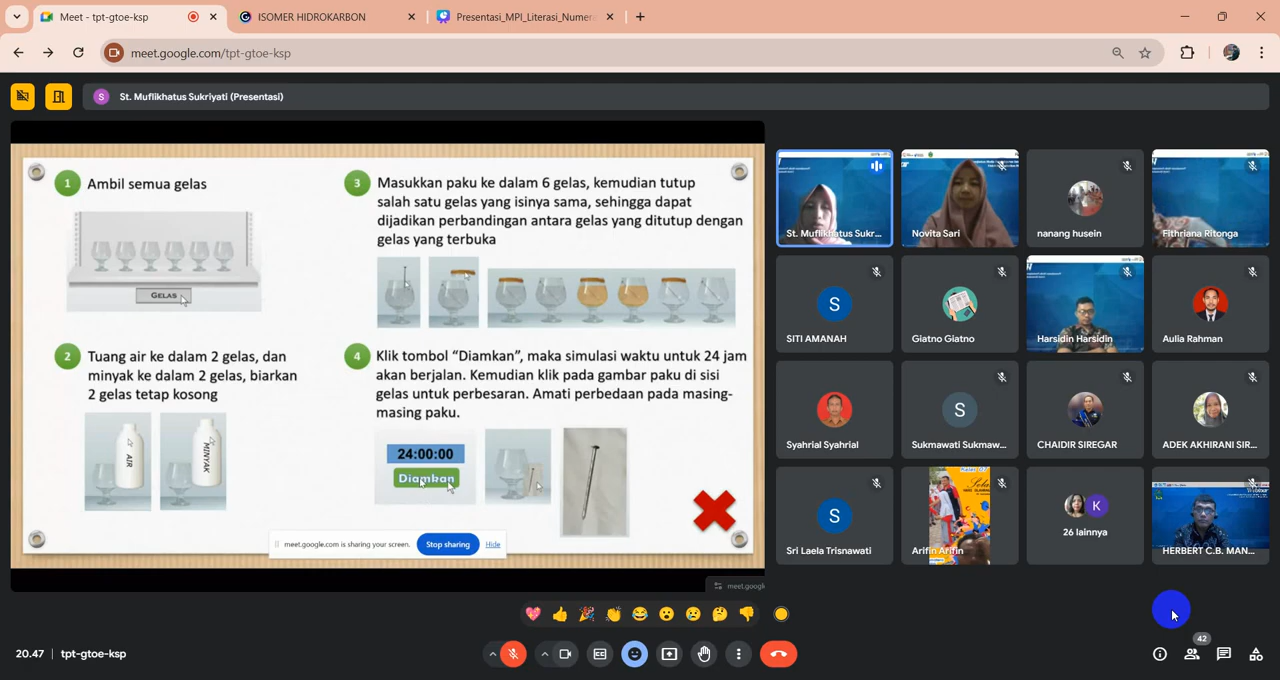 Meet - tpt-gtoe-ksp
ISOMER HIDROKARBON
Presentasi_MPI_Literasi_Numera
meet.google.com/tpt-gtoe-ksp
S
St. Muflikhatus Sukriyati (Presentasi)
1
Ambil semua gelas
GELAS
2
Tuang air ke dalam 2 gelas, dan
minyak ke dalam 2 gelas, biarkan
2 gelas tetap kosong
AIR
MINYAK
3
Masukkan paku ke dalam 6 gelas, kemudian tutup
salah satu gelas yang isinya sama, sehingga dapat
dijadikan perbandingan antara gelas yang ditutup dengan
gelas yang terbuka
4
Klik tombol “Diamkan”, maka simulasi waktu untuk 24 jam
akan berjalan. Kemudian klik pada gambar paku di sisi
gelas untuk perbesaran. Amati perbedaan pada masing-
masing paku.
24:00:00
Diamkan
meet.google.com is sharing your screen.
Stop sharing
Hide
meet.google
St. Muflikhatus Sukr...
Novita Sari
nanang husein
Fithriana Ritonga
S
SITI AMANAH
Giatno Giatno
Harsidin Harsidin
Aulia Rahman
Syahrial Syahrial
S
Sukmawati Sukmaw...
CHAIDIR SIREGAR
ADEK AKHIRANI SIR...
S
Sri Laela Trisnawati
Arifin Arifin
K
26 lainnya
HERBERT C.B. MAN...
20.47
tpt-gtoe-ksp
CC
42